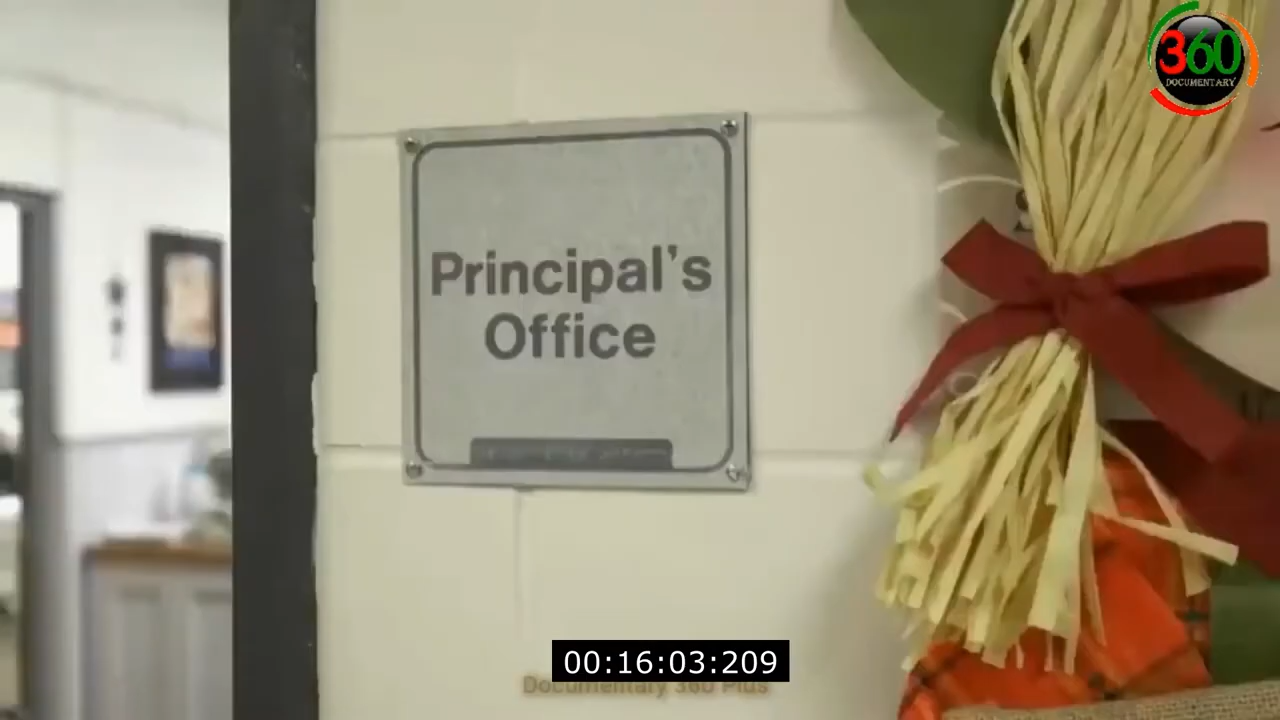 360
DOCUMENTARY
Principal's
Office
00:16:03:209
Documentary 360 Plus